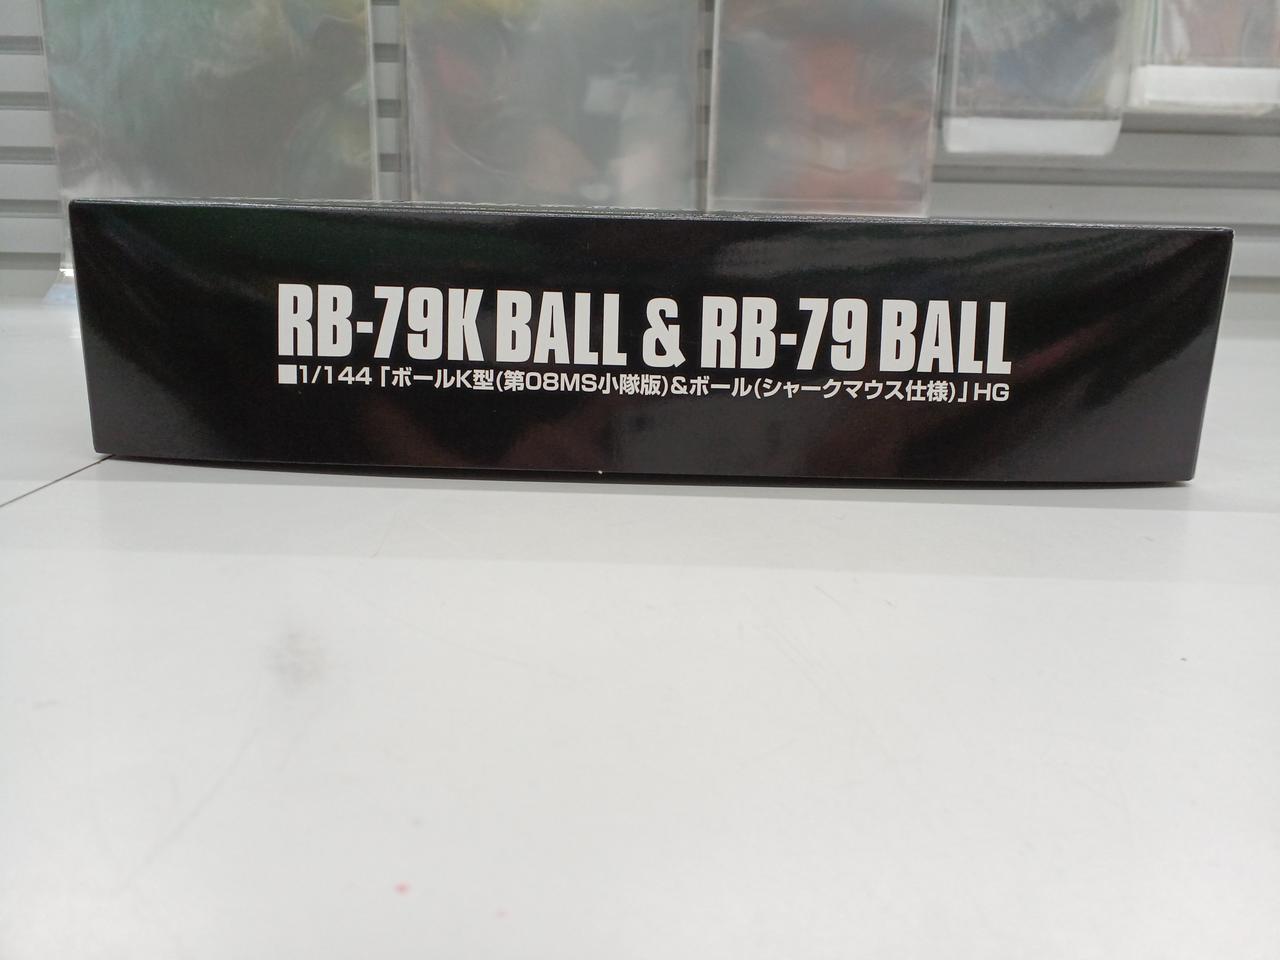 RB-79K BALL & RB-79 BALL
■1/144「ボールK型(第08MS小隊版)&ボール(シャークマウス仕様)」HG